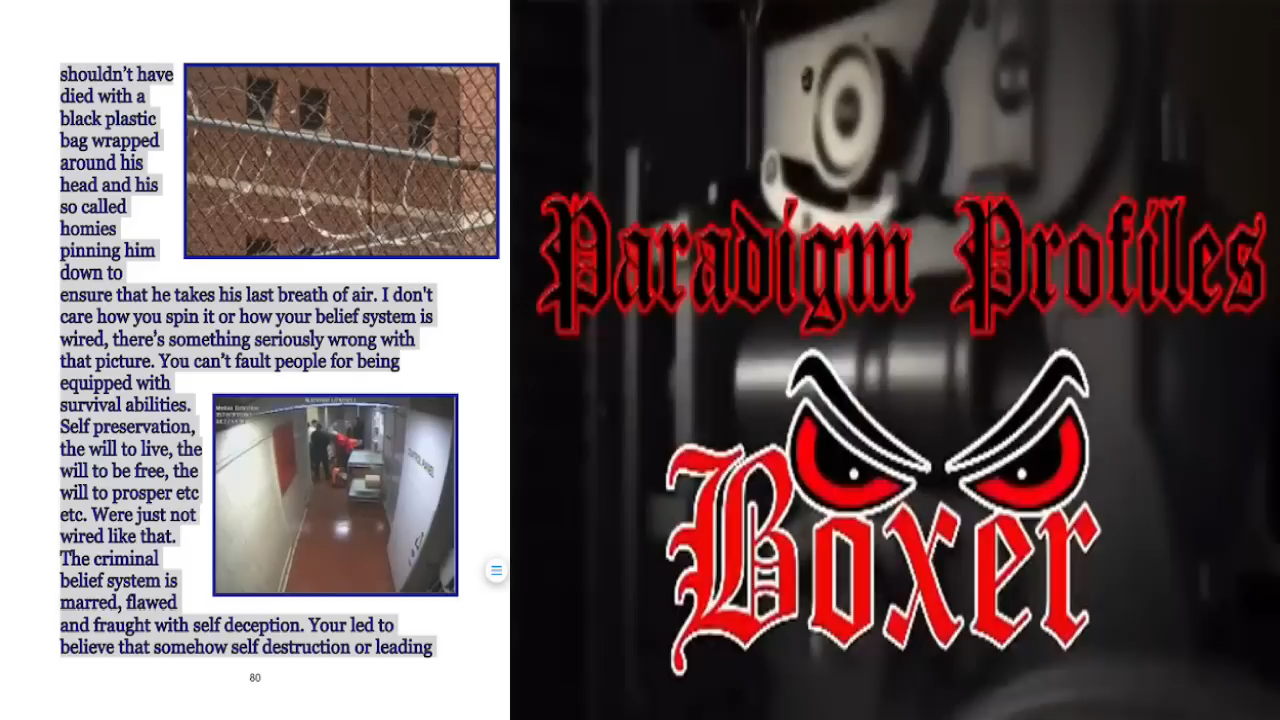 shouldn’t have
died with a
black plastic
bag wrapped
around his
head and his
so called
homies
pinning him
down to
ensure that he takes his last breath of air. I don't
care how you spin it or how your belief system is
wired, there’s something seriously wrong with
that picture. You can’t fault people for being
equipped with
survival abilities.
Self preservation,
the will to live, the
will to be free, the
will to prosper etc
etc. Were just not
wired like that.
The criminal
belief system is
marred, flawed
and fraught with self deception. Your led to
believe that somehow self destruction or leading
80
Paradigm Profiles
Boxer